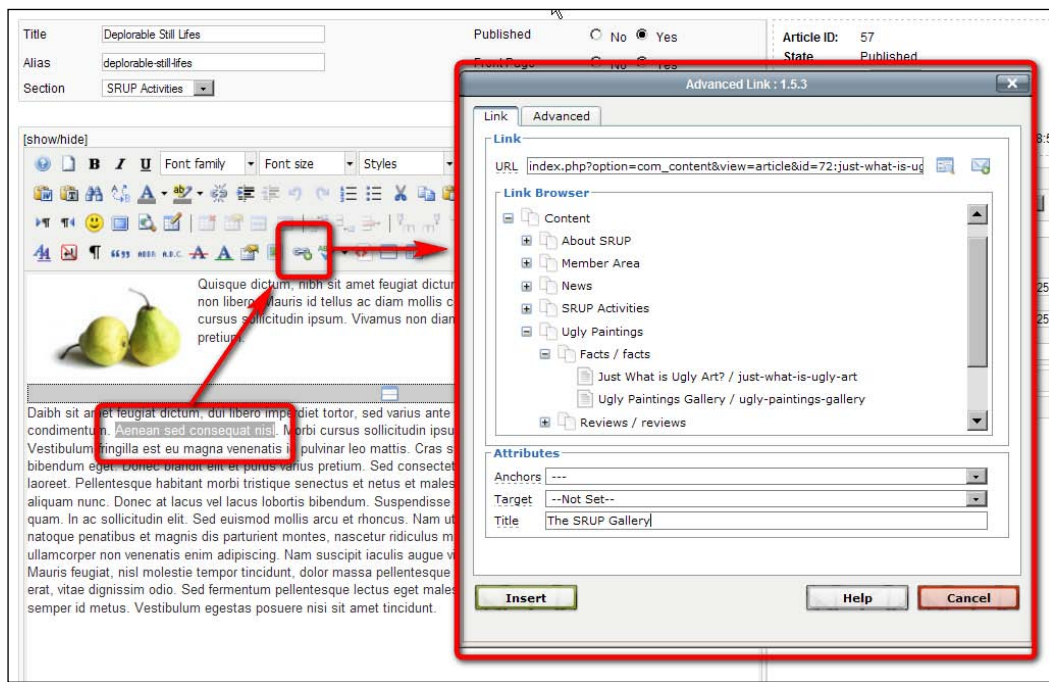 Title Deplorable Still Lifes Published No Yes Article ID: 57
State Published
Alias deplorable-still-lifes Front Page No Yes
Section SRUP Activities
Advanced Link : 1.5.3
Link Advanced
Link
URL index.php?option=com_content&view=article&id=72:just-what-is-ug
Link Browser
Content
About SRUP
Member Area
News
SRUP Activities
Ugly Paintings
Facts / facts
Just What is Ugly Art? / just-what-is-ugly-art
Ugly Paintings Gallery / ugly-paintings-gallery
Reviews / reviews
Attributes
Anchors ---
Target --Not Set--
Title The SRUP Gallery
Insert Help Cancel
[show/hide]
B I U Font family Font size Styles
Quisque dictum, nibh sit amet feugiat dictum
non libero. Mauris id tellus ac diam mollis c
cursus sollicitudin ipsum. Vivamus non diam
pretium.
Daibh sit amet feugiat dictum, dui libero imperdiet tortor, sed varius ante
condimentum. Aenean sed consequat nisl. Morbi cursus sollicitudin ipsu
Vestibulum fringilla est eu magna venenatis id pulvinar leo mattis. Cras s
bibendum eget. Donec blandit elit et purus varius pretium. Sed consectet
laoreet. Pellentesque habitant morbi tristique senectus et netus et males
aliquam nunc. Donec at lacus vel lacus lobortis bibendum. Suspendisse
quam. In ac sollicitudin elit. Sed euismod mollis arcu et rhoncus. Nam ut
natoque penatibus et magnis dis parturient montes, nascetur ridiculus m
ullamcorper non venenatis enim adipiscing. Nam suscipit iaculis augue vi
Mauris feugiat, nisl molestie tempor tincidunt, dolor massa pellentesque
erat, vitae dignissim odio. Sed fermentum pellentesque lectus eget males
semper id metus. Vestibulum egestas posuere nisi sit amet tincidunt.